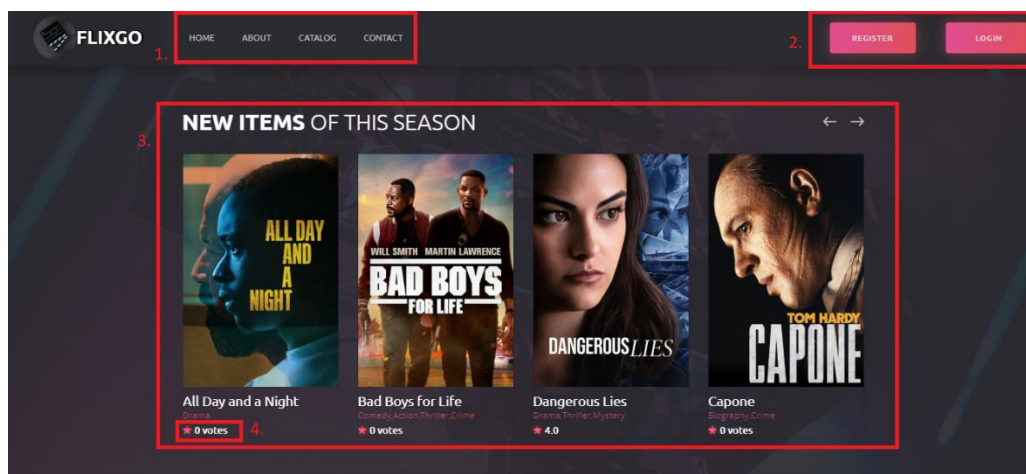 FLIXGO
1.
HOME ABOUT CATALOG CONTACT
2.
REGISTER LOGIN
3.
NEW ITEMS OF THIS SEASON
← →
ALL DAY
AND
A
NIGHT
WILL SMITH MARTIN LAWRENCE
BAD BOYS
FOR LIFE
DANGEROUS LIES
TOM HARDY
CAPONE
All Day and a Night
Drama
★ 0 votes
4.
Bad Boys for Life
Comedy,Action,Thriller,Crime
★ 0 votes
Dangerous Lies
Drama,Thriller,Mystery
★ 4.0
Capone
Biography,Crime
★ 0 votes